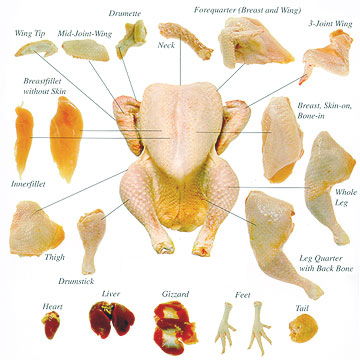 Drumette
Forequarter (Breast and Wing)
Wing Tip
Mid-Joint-Wing
Neck
3-Joint Wing
Breastfillet
without Skin
Breast, Skin-on,
Bone-in
Innerfillet
Whole
Leg
Thigh
Drumstick
Leg Quarter
with Back Bone
Heart
Liver
Gizzard
Feet
Tail